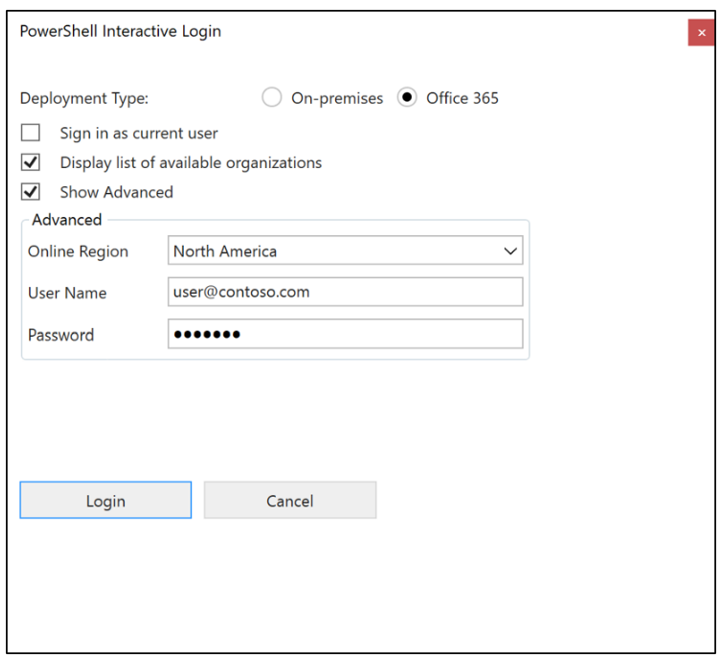 PowerShell Interactive Login
Deployment Type: On-premises Office 365
Sign in as current user
Display list of available organizations
Show Advanced
Advanced
Online Region North America
User Name user@contoso.com
Password •••••••
Login Cancel